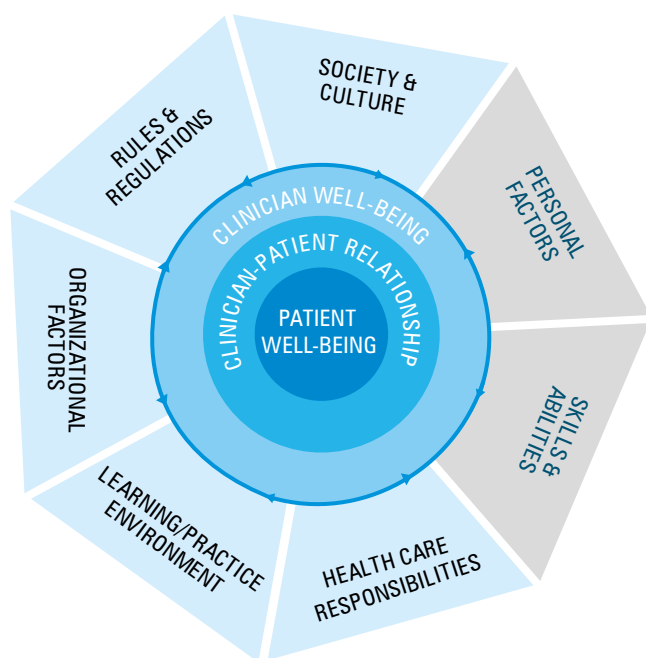 SOCIETY &
CULTURE
PERSONAL
FACTORS
SKILLS &
ABILITIES
HEALTH CARE
RESPONSIBILITIES
LEARNING/PRACTICE
ENVIRONMENT
ORGANIZATIONAL
FACTORS
RULES &
REGULATIONS
CLINICIAN WELL-BEING
CLINICIAN-PATIENT RELATIONSHIP
PATIENT
WELL-BEING